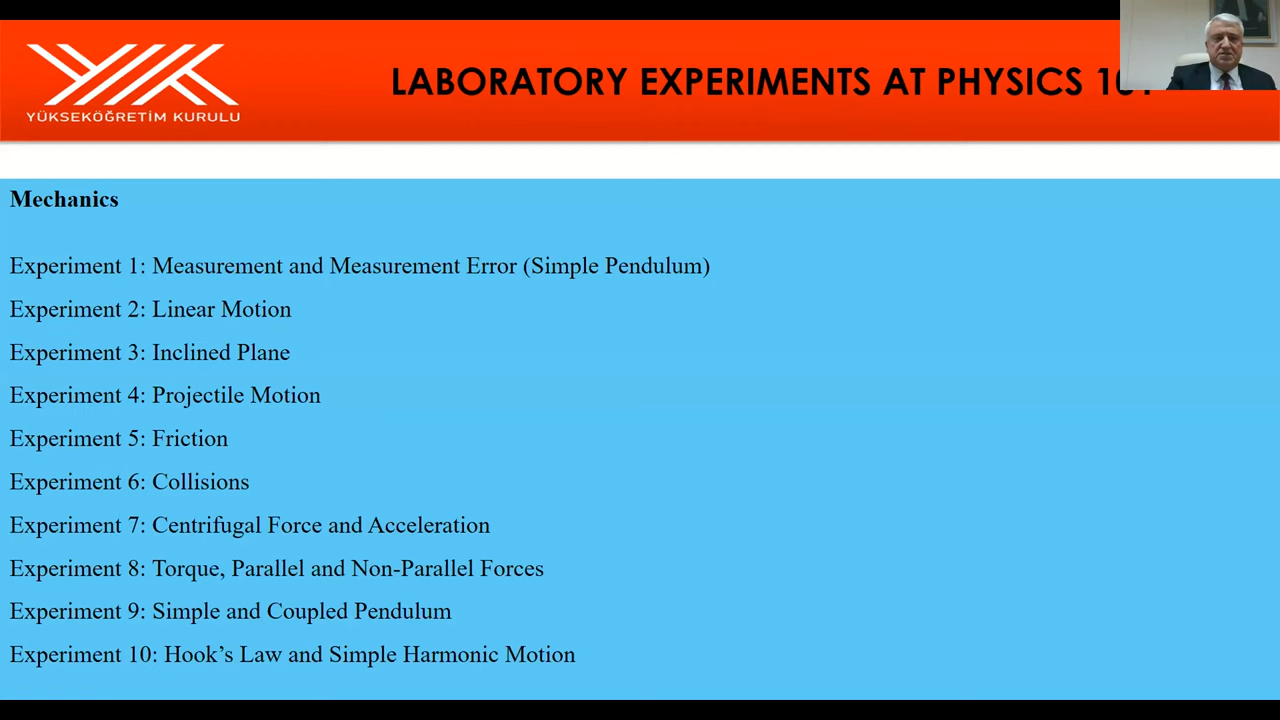 YÜKSEKÖĞRETİM KURULU
LABORATORY EXPERIMENTS AT PHYSICS
Mechanics
Experiment 1: Measurement and Measurement Error (Simple Pendulum)
Experiment 2: Linear Motion
Experiment 3: Inclined Plane
Experiment 4: Projectile Motion
Experiment 5: Friction
Experiment 6: Collisions
Experiment 7: Centrifugal Force and Acceleration
Experiment 8: Torque, Parallel and Non-Parallel Forces
Experiment 9: Simple and Coupled Pendulum
Experiment 10: Hook’s Law and Simple Harmonic Motion